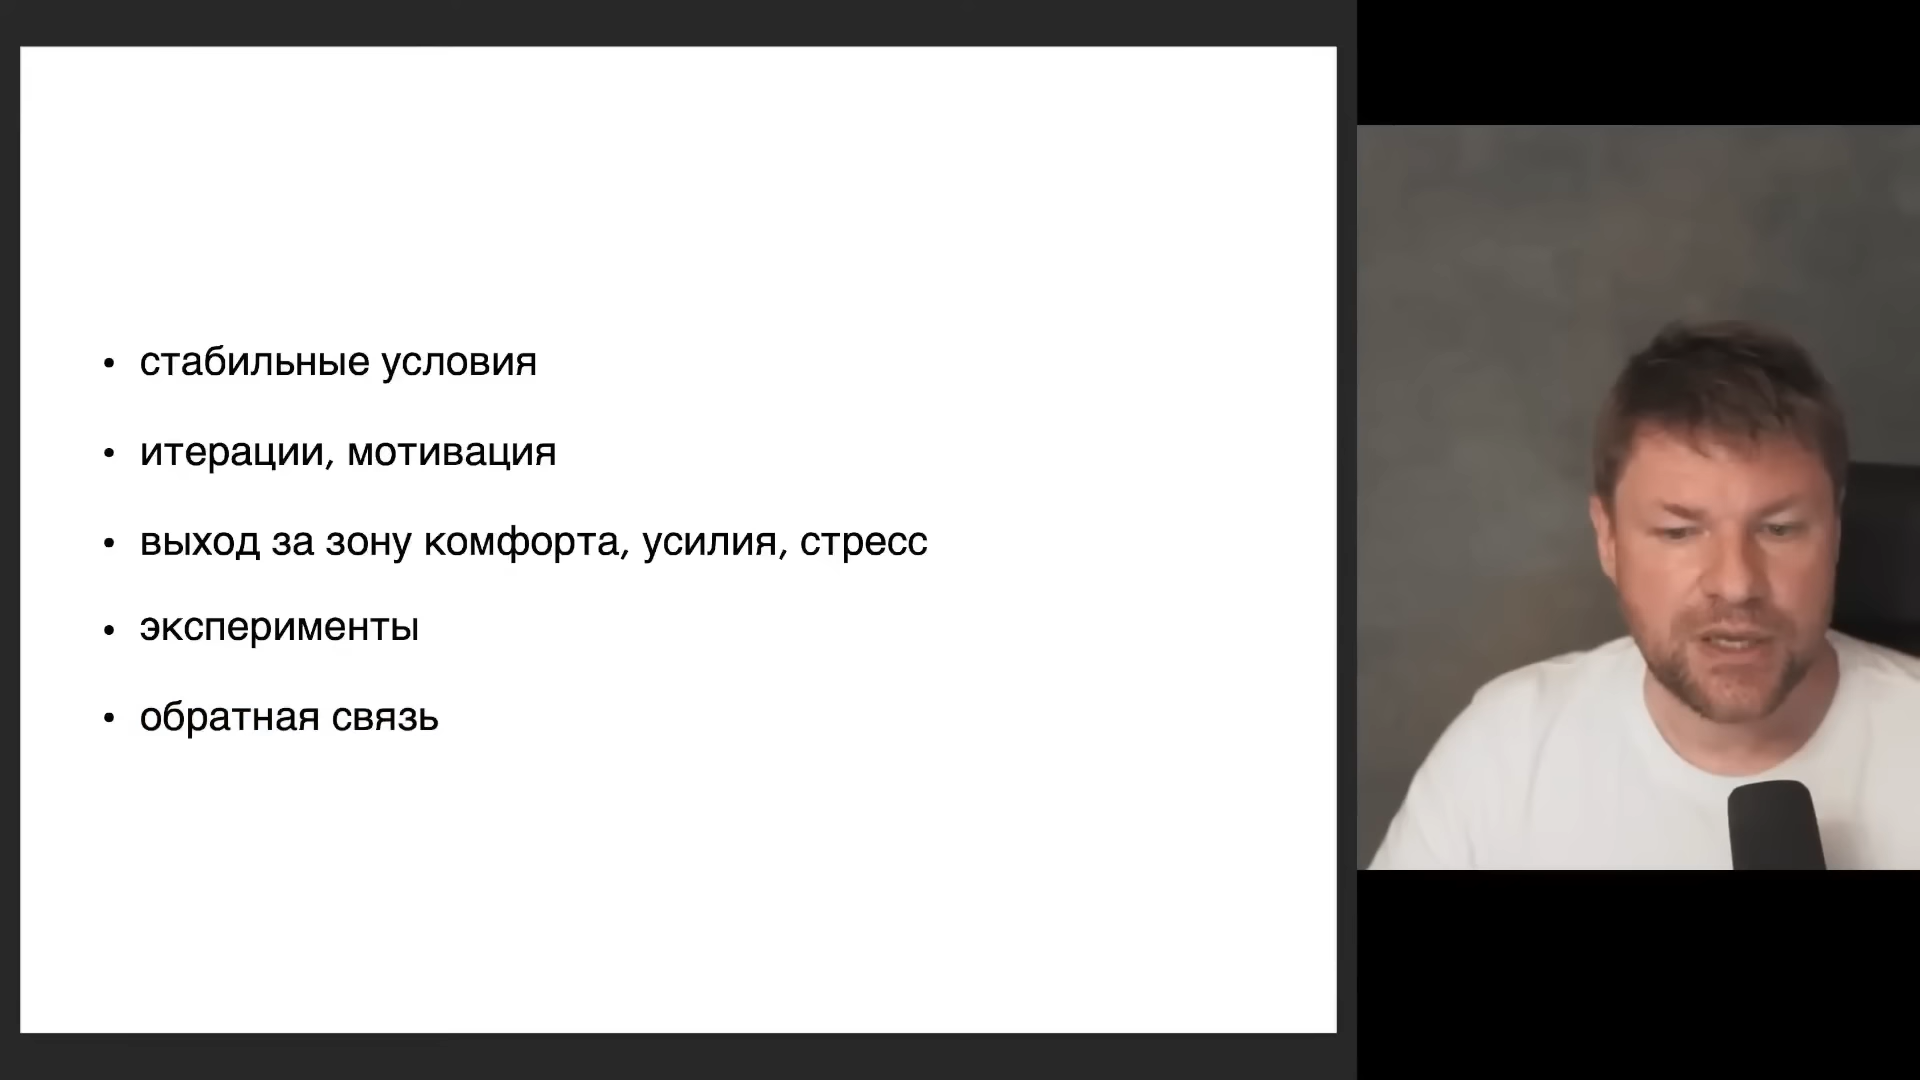 • стабильные условия
• итерации, мотивация
• выход за зону комфорта, усилия, стресс
• эксперименты
• обратная связь